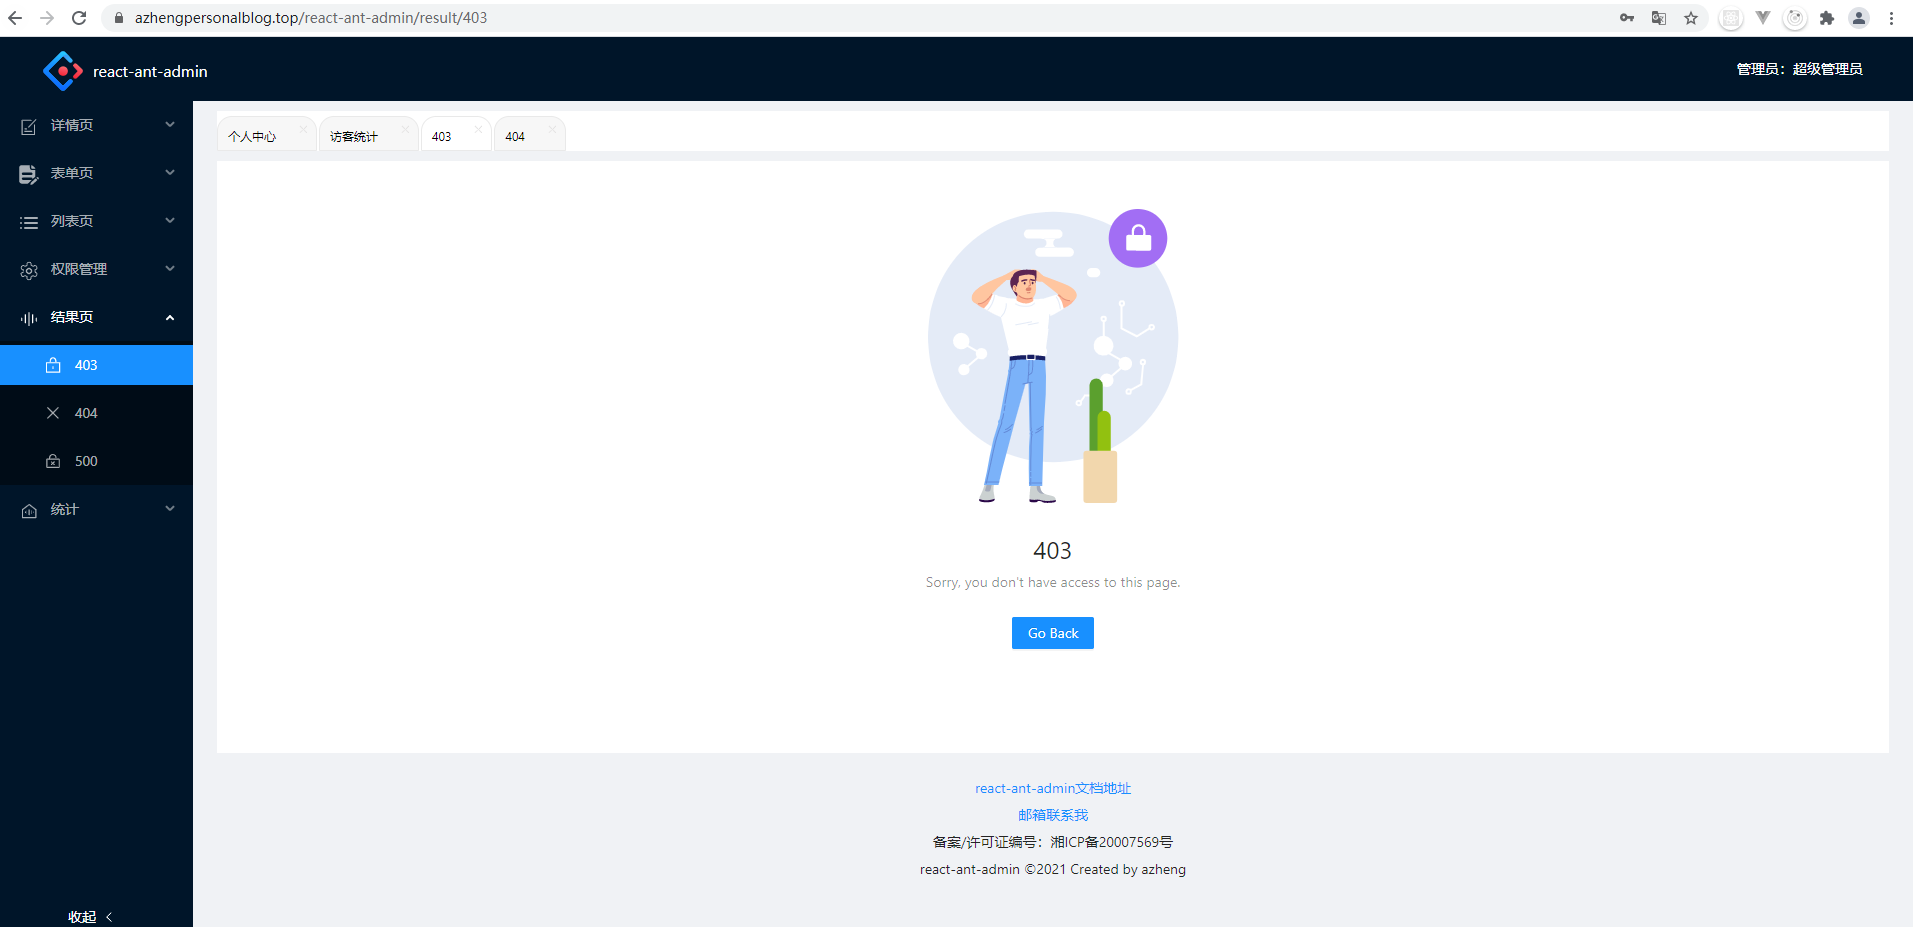 azhengpersonalblog.top/react-ant-admin/result/403
react-ant-admin
管理员：超级管理员
详情页
表单页
列表页
权限管理
结果页
403
404
500
统计
收起
个人中心
访客统计
403
404
403
Sorry, you don't have access to this page.
Go Back
react-ant-admin文档地址
邮箱联系我
备案/许可证编号：湘ICP备20007569号
react-ant-admin ©2021 Created by azheng